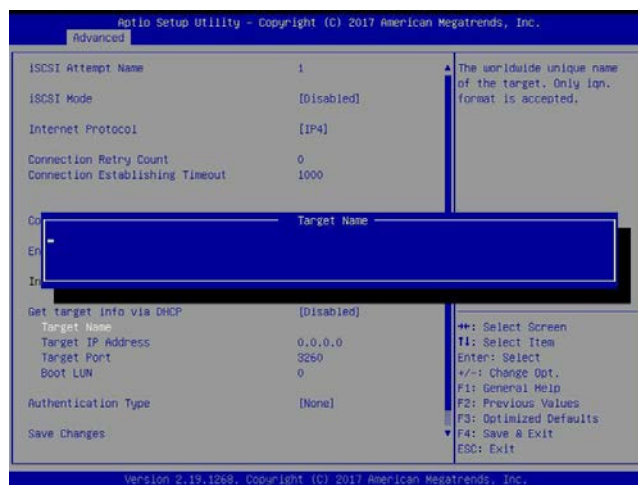 Aptio Setup Utility - Copyright (C) 2017 American Megatrends, Inc.
Advanced
iSCSI Attempt Name 1
iSCSI Mode [Disabled]
Internet Protocol [IP4]
Connection Retry Count 0
Connection Establishing Timeout 1000
The worldwide unique name
of the target. Only iqn.
format is accepted.
Co
Target Name
En
In
Get target info via DHCP [Disabled]
Target Name
Target IP Address 0.0.0.0
Target Port 3260
Boot LUN 0
Authentication Type [None]
Save Changes
→←: Select Screen
↑↓: Select Item
Enter: Select
+/-: Change Opt.
F1: General Help
F2: Previous Values
F3: Optimized Defaults
F4: Save & Exit
ESC: Exit
Version 2.19.1268. Copyright (C) 2017 American Megatrends, Inc.